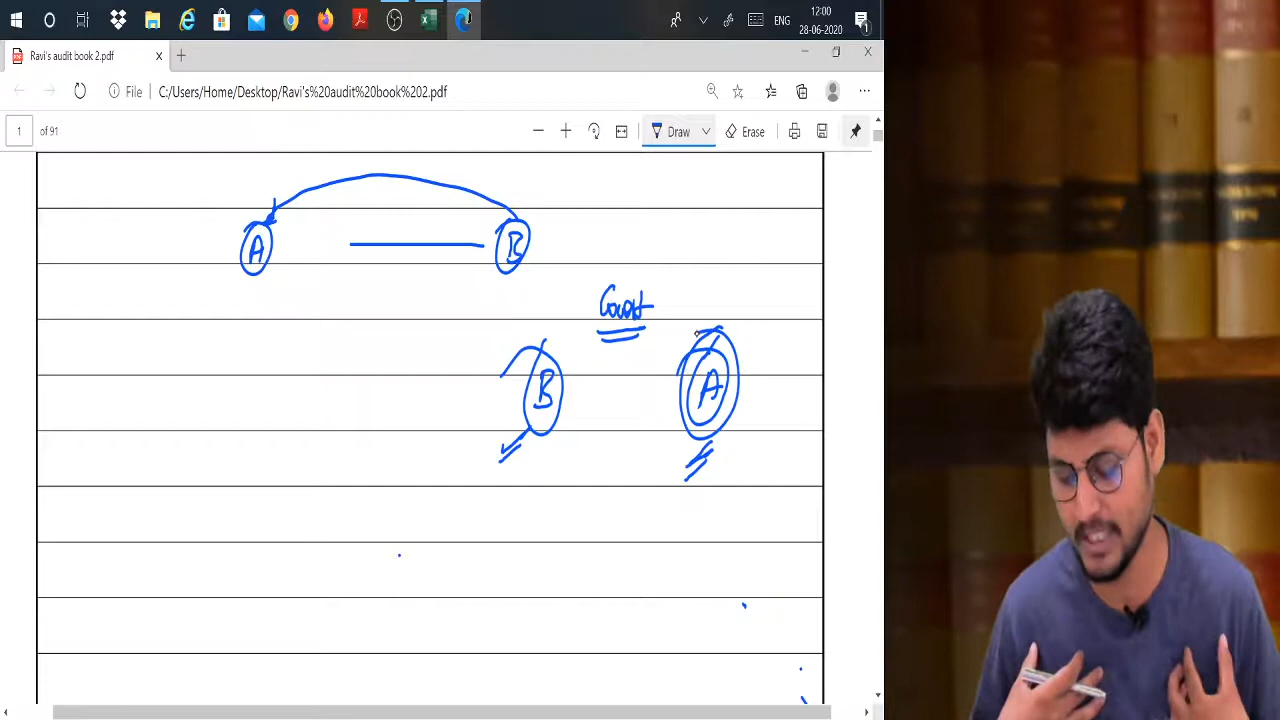 12:00
ENG
28-06-2020
1
Ravi's audit book 2.pdf
File
C:/Users/Home/Desktop/Ravi's%20audit%20book%202.pdf
1 of 91
Draw
Erase
A B
Court
B A